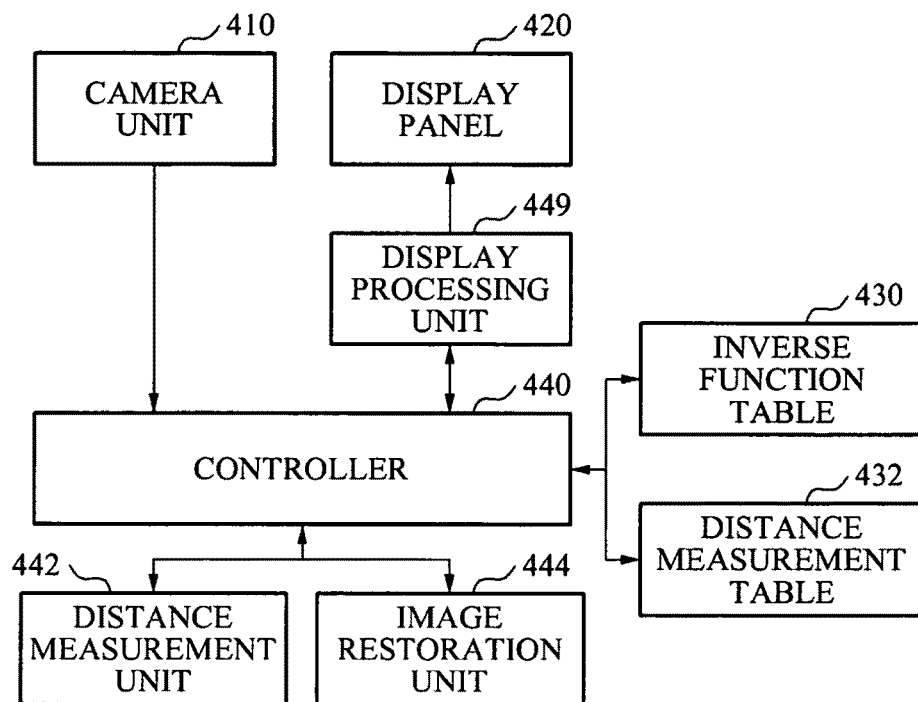 410
CAMERA
UNIT
420
DISPLAY
PANEL
449
DISPLAY
PROCESSING
UNIT
430
INVERSE
FUNCTION
TABLE
440
CONTROLLER
432
DISTANCE
MEASUREMENT
TABLE
442
DISTANCE
MEASUREMENT
UNIT
444
IMAGE
RESTORATION
UNIT